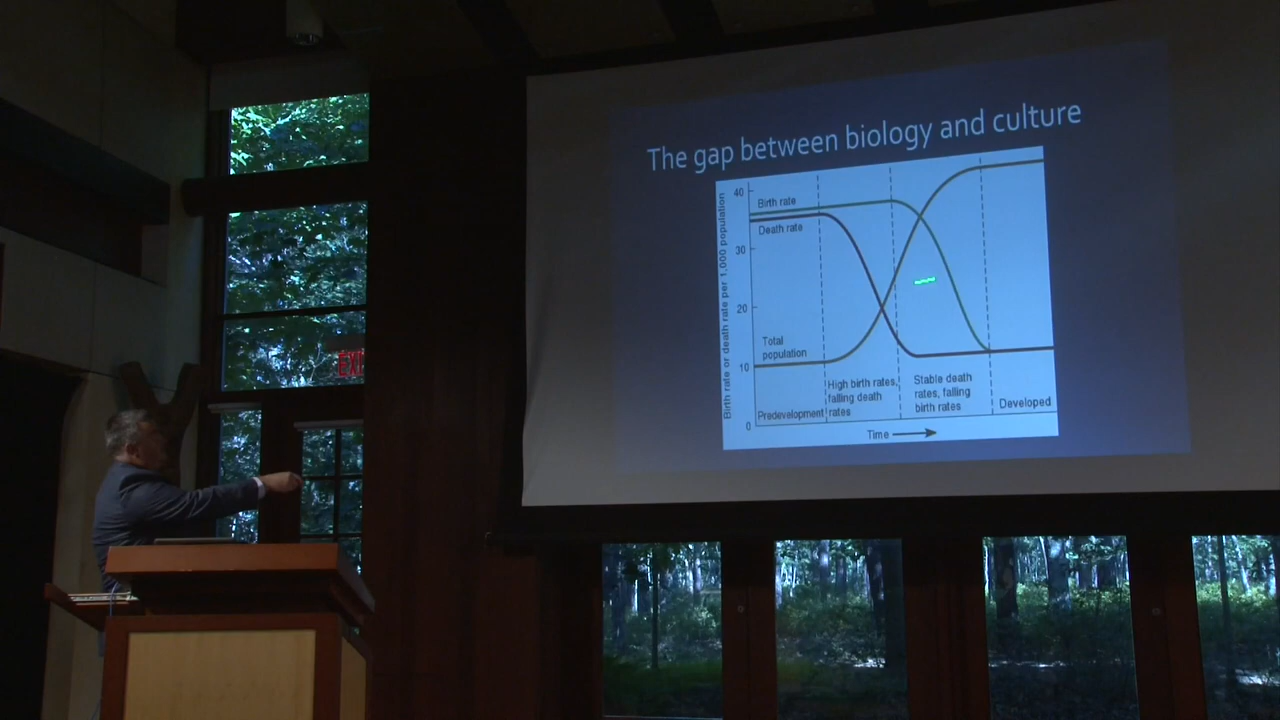 The gap between biology and culture
Birth rate or death rate per 1,000 population
40
30
20
10
0
Birth rate
Death rate
Total
population
Predevelopment
High birth rates,
falling death
rates
Stable death
rates, falling
birth rates
Developed
Time